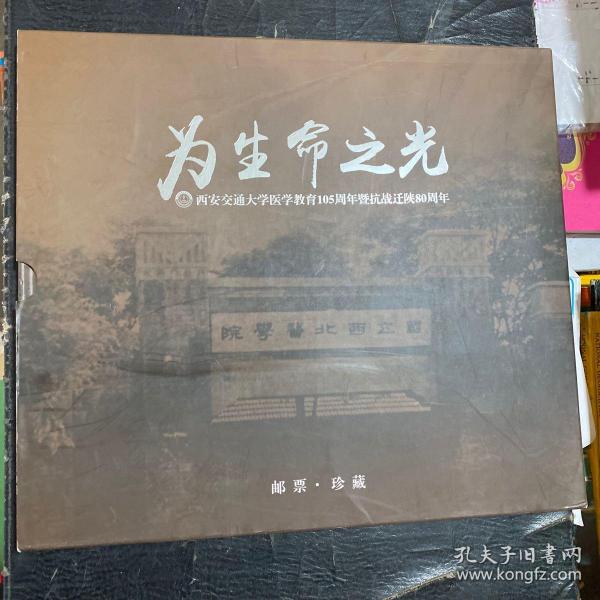 为生命之光
西安交通大学医学教育105周年暨抗战迁陕80周年
國立西北醫學院
邮票·珍藏
孔夫子旧书网
www.kongfz.com